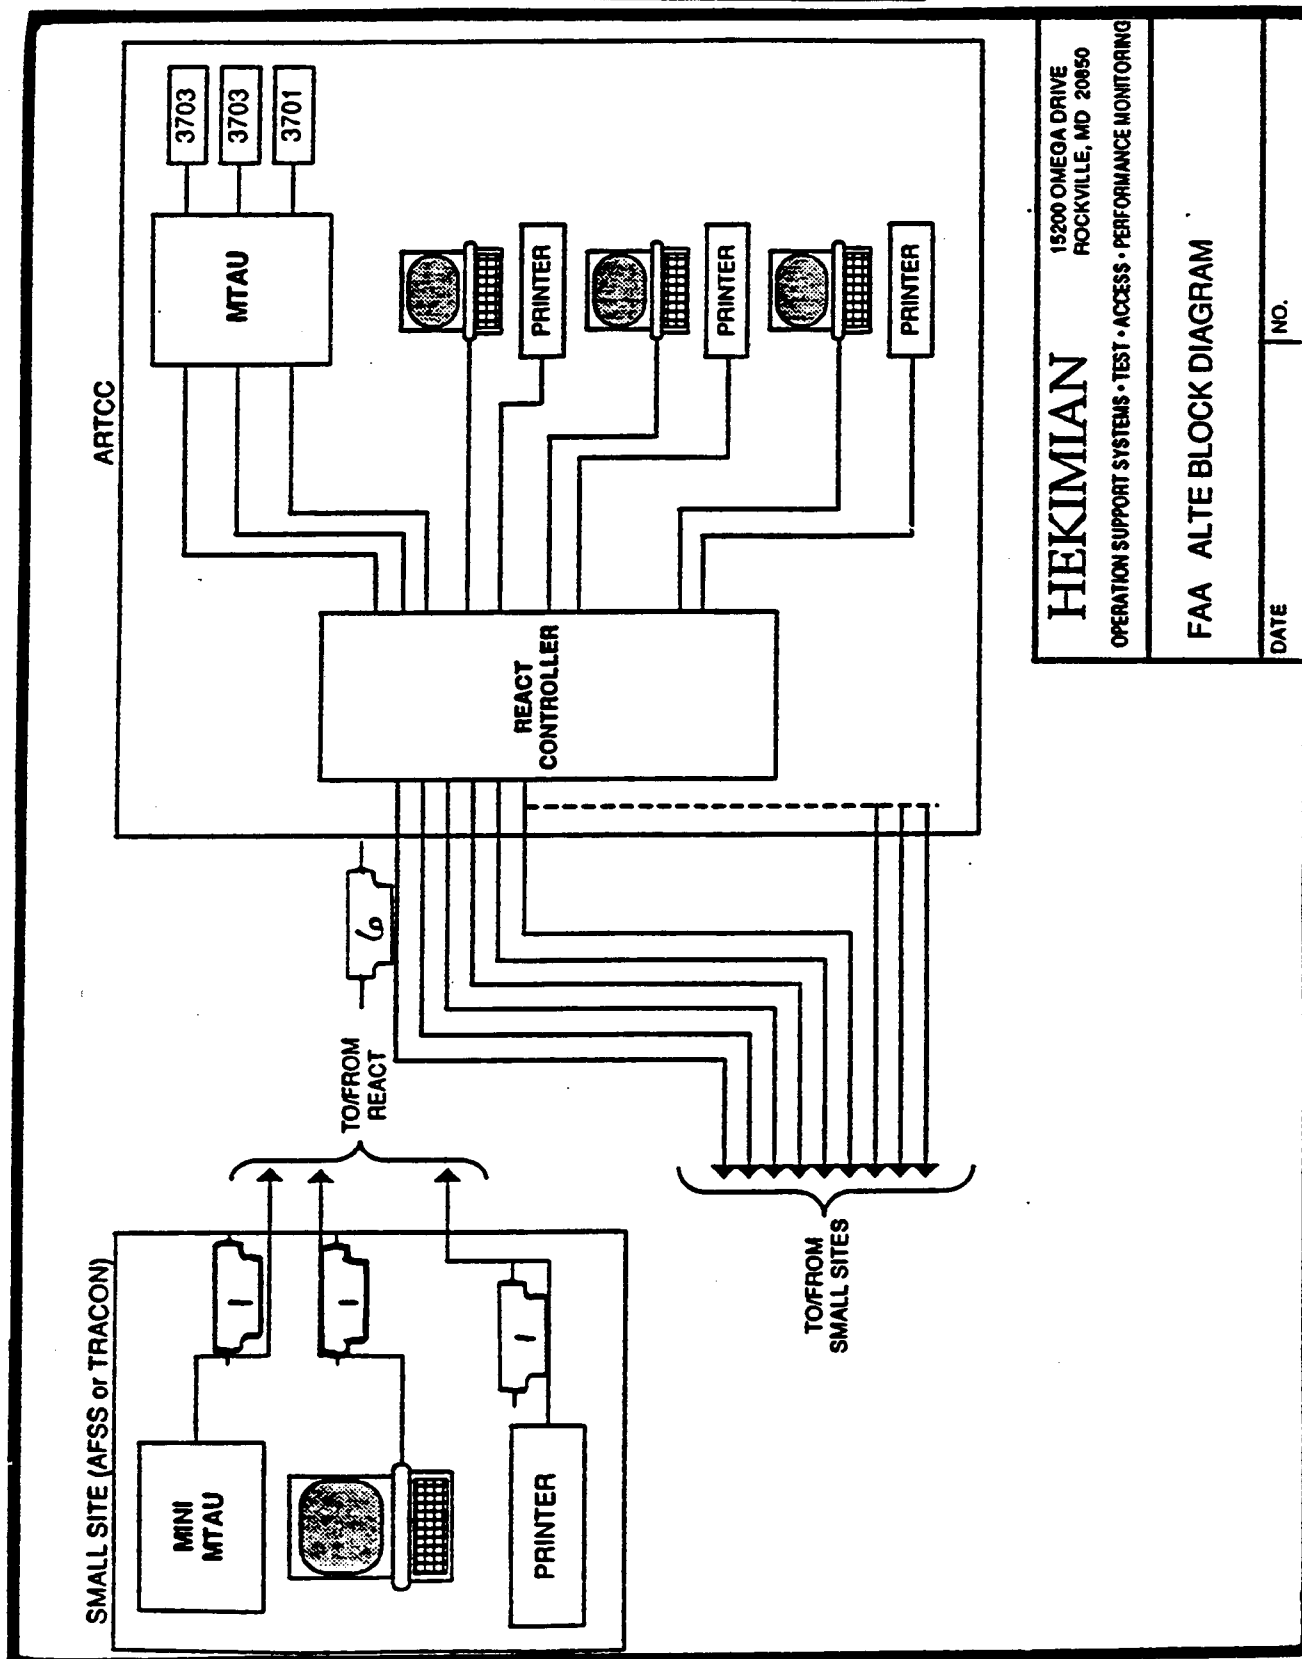 SMALL SITE (AFSS or TRACON)
MINI
MTAU
PRINTER
1
1
1
TO/FROM
REACT
TO/FROM
SMALL SITES
6
ARTCC
REACT
CONTROLLER
MTAU
3703
3703
3701
PRINTER
PRINTER
PRINTER
HEKIMIAN
15200 OMEGA DRIVE
ROCKVILLE, MD 20850
OPERATION SUPPORT SYSTEMS • TEST • ACCESS • PERFORMANCE MONITORING
FAA ALTE BLOCK DIAGRAM
DATE
NO.